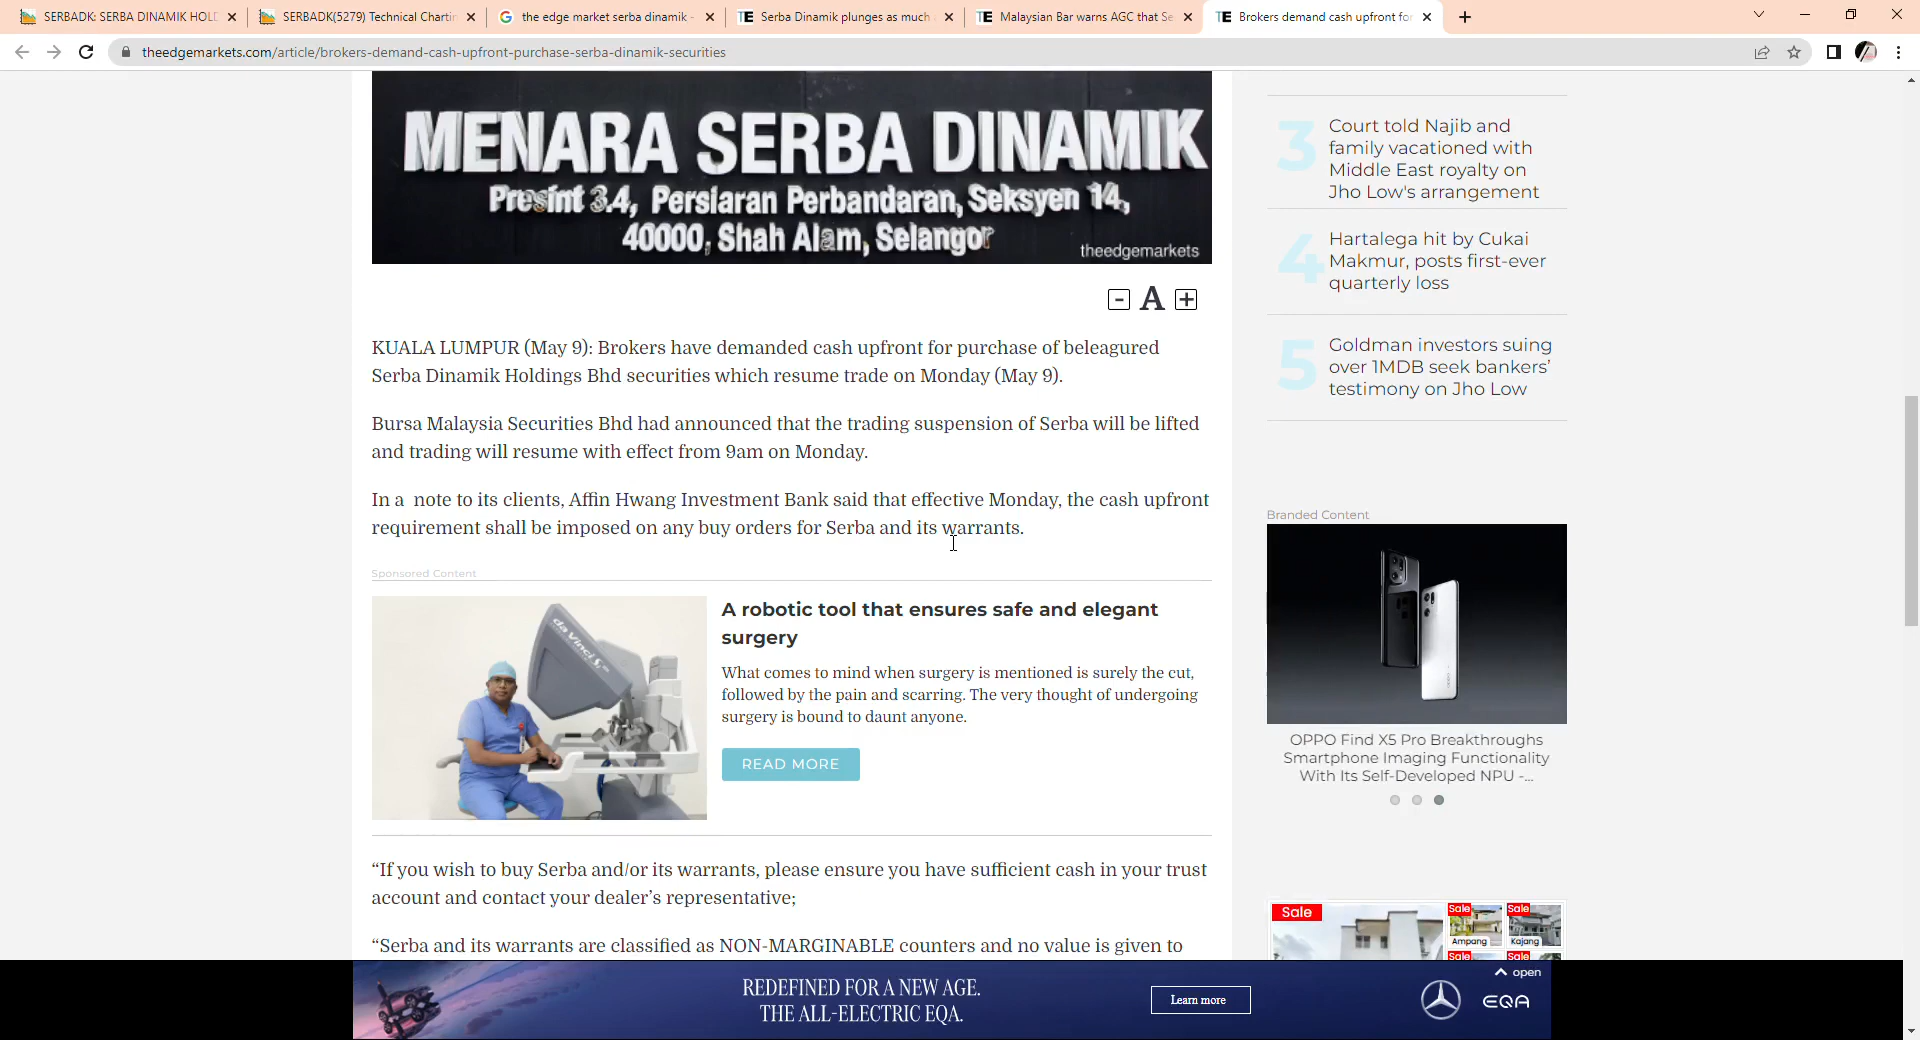 SERBADK: SERBA DINAMIK HOLD
SERBADK(5279) Technical Chartin
the edge market serba dinamik -
Serba Dinamik plunges as much
Malaysian Bar warns AGC that Se
Brokers demand cash upfront for
theedgemarkets.com/article/brokers-demand-cash-upfront-purchase-serba-dinamik-securities
MENARA SERBA DINAMIK
Presint 3.4, Persiaran Perbandaran, Seksyen 14,
40000, Shah Alam, Selangor
theedgemarkets
- A +
KUALA LUMPUR (May 9): Brokers have demanded cash upfront for purchase of beleagured
Serba Dinamik Holdings Bhd securities which resume trade on Monday (May 9).
Bursa Malaysia Securities Bhd had announced that the trading suspension of Serba will be lifted
and trading will resume with effect from 9am on Monday.
In a note to its clients, Affin Hwang Investment Bank said that effective Monday, the cash upfront
requirement shall be imposed on any buy orders for Serba and its warrants.
Sponsored Content
da Vinci
A robotic tool that ensures safe and elegant
surgery
What comes to mind when surgery is mentioned is surely the cut,
followed by the pain and scarring. The very thought of undergoing
surgery is bound to daunt anyone.
READ MORE
“If you wish to buy Serba and/or its warrants, please ensure you have sufficient cash in your trust
account and contact your dealer’s representative;
“Serba and its warrants are classified as NON-MARGINABLE counters and no value is given to
3
Court told Najib and
family vacationed with
Middle East royalty on
Jho Low's arrangement
4
Hartalega hit by Cukai
Makmur, posts first-ever
quarterly loss
5
Goldman investors suing
over 1MDB seek bankers’
testimony on Jho Low
Branded Content
OPPO Find X5 Pro Breakthroughs
Smartphone Imaging Functionality
With Its Self-Developed NPU -...
Sale
Sale
Sale
Ampang
Kajang
Sale
Sale
REDEFINED FOR A NEW AGE.
THE ALL-ELECTRIC EQA.
Learn more
open
EQA